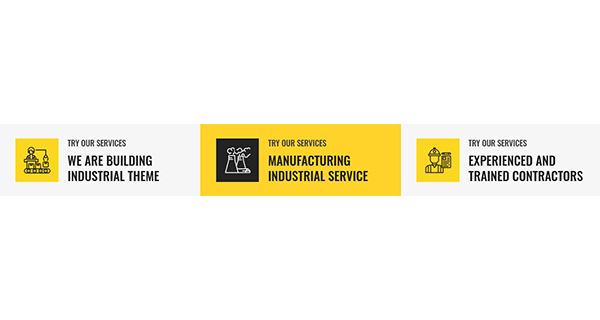 TRY OUR SERVICES
WE ARE BUILDING
INDUSTRIAL THEME
TRY OUR SERVICES
MANUFACTURING
INDUSTRIAL SERVICE
TRY OUR SERVICES
EXPERIENCED AND
TRAINED CONTRACTORS